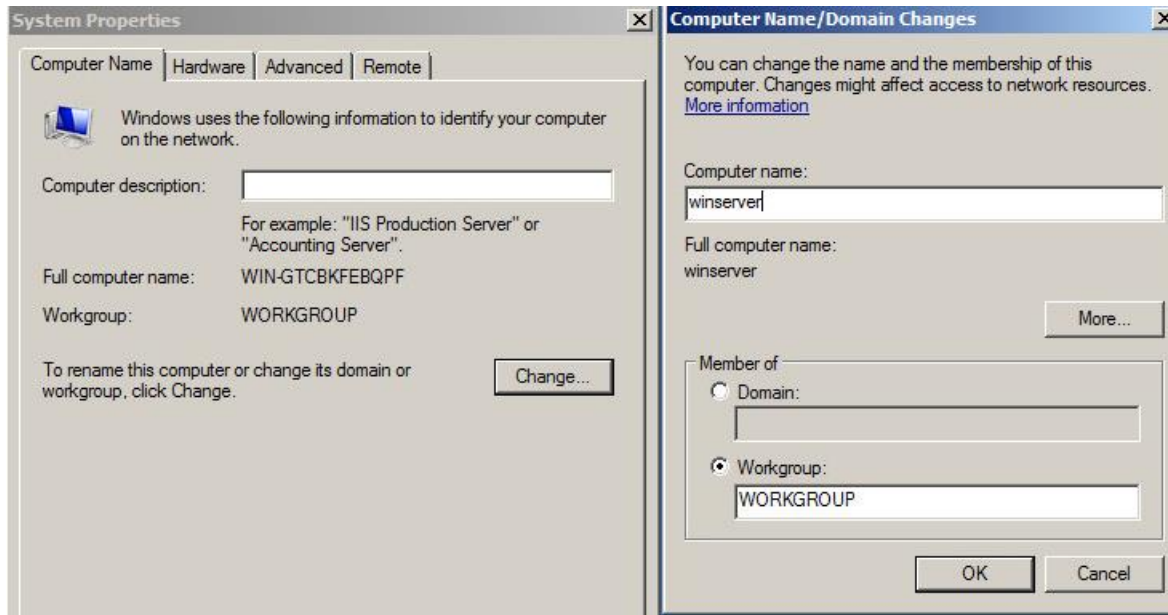 System Properties
Computer Name Hardware Advanced Remote
Windows uses the following information to identify your computer
on the network.
Computer description:
For example: "IIS Production Server" or
"Accounting Server".
Full computer name: WIN-GTCBKFEBQPF
Workgroup: WORKGROUP
To rename this computer or change its domain or
workgroup, click Change.
Change...
Computer Name/Domain Changes
You can change the name and the membership of this
computer. Changes might affect access to network resources.
More information
Computer name:
winserver
Full computer name:
winserver
More...
Member of
Domain:
Workgroup:
WORKGROUP
OK Cancel